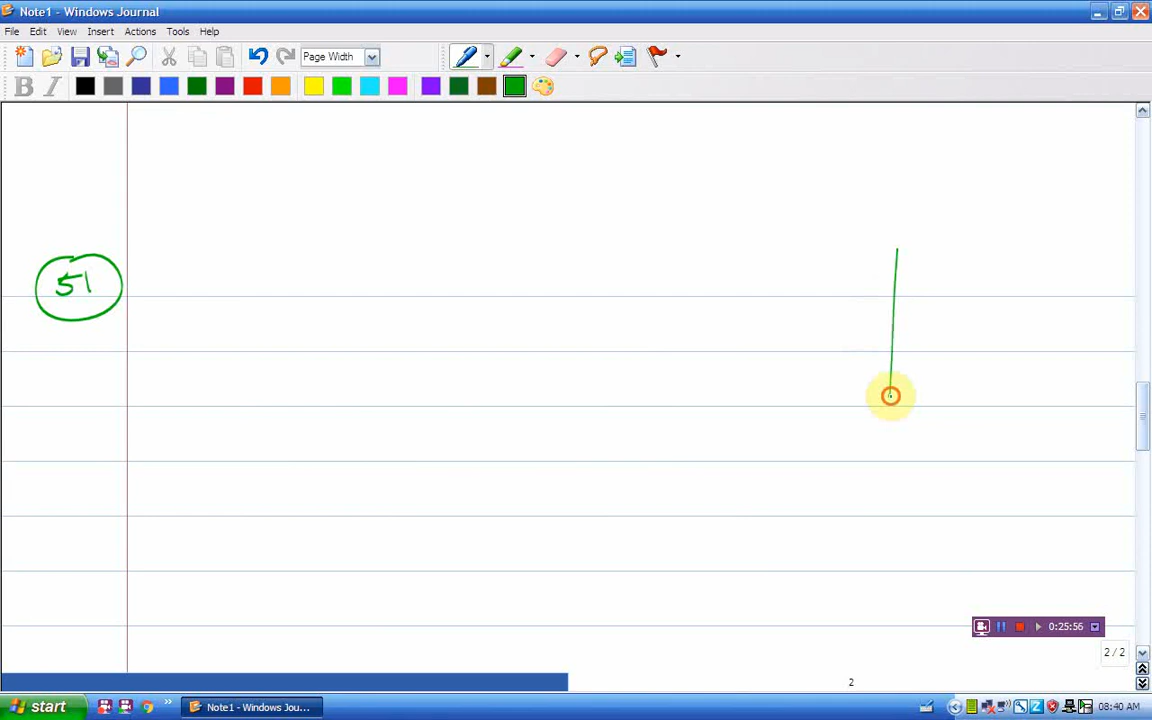 Note1 - Windows Journal
File Edit View Insert Actions Tools Help
Page Width
B I
51
0:25:56
2 / 2
2
start Note1 - Windows Jour... 08:40 AM